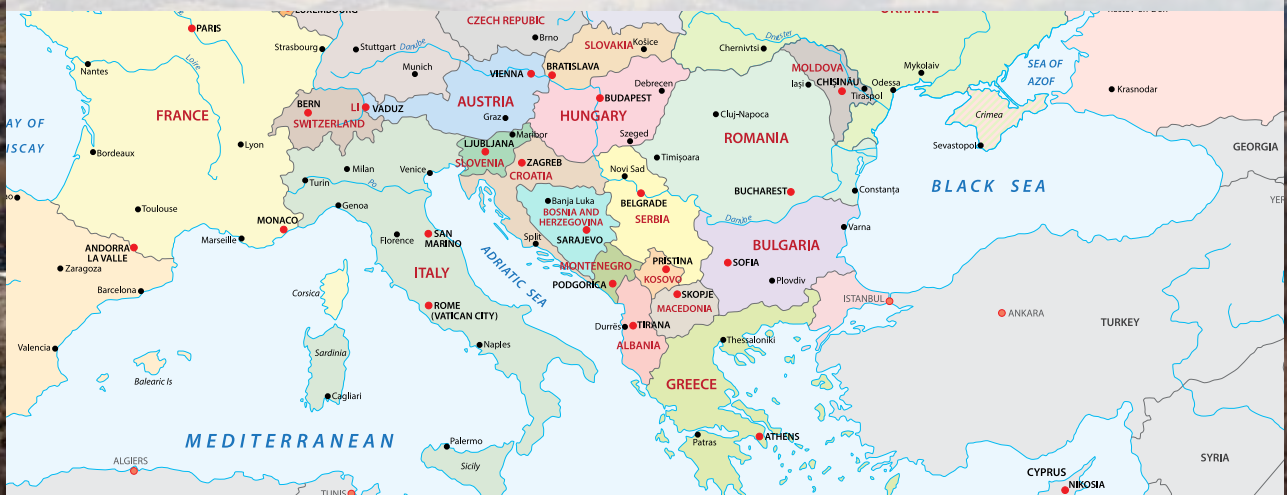 PARIS
CZECH REPUBIC
Brno
Strasbourg
Stuttgart
Danube
SLOVAKIA
Košice
Chernivtsi
Dniester
Nantes
Loire
Munich
VIENNA
BRATISLAVA
Debrecen
MOLDOVA
Iași
CHIȘINĂU
Tiraspol
Odessa
Mykolaiv
SEA OF
AZOF
Krasnodar
FRANCE
BERN
SWITZERLAND
LI
VADUZ
AUSTRIA
Graz
HUNGARY
BUDAPEST
Cluj-Napoca
ROMANIA
Crimea
Sevastopol
AY OF
ISCAY
Bordeaux
Lyon
Maribor
LJUBLJANA
SLOVENIA
ZAGREB
CROATIA
Szeged
Timișoara
GEORGIA
Milan
Venice
Turin
Po
Novi Sad
BUCHAREST
Constanța
BLACK SEA
YER
Toulouse
Genoa
Banja Luka
BOSNIA AND
HERZEGOVINA
SARAJEVO
BELGRADE
SERBIA
Danube
MONACO
Marseille
Florence
SAN
MARINO
Split
ADRIATIC SEA
Varna
BULGARIA
ANDORRA
LA VALLE
Zaragoza
Barcelona
ITALY
MONTENEGRO
PODGORICA
PRISTINA
KOSOVO
SOFIA
Plovdiv
Corsica
ROME
(VATICAN CITY)
SKOPJE
MACEDONIA
ISTANBUL
ANKARA
TURKEY
Valencia
Balearic Is
Sardinia
Naples
Durrës
TIRANA
ALBANIA
Thessaloniki
GREECE
Cagliari
MEDITERRANEAN
Palermo
Sicily
Patras
ATHENS
ALGIERS
TUNIS
CYPRUS
NIKOSIA
SYRIA